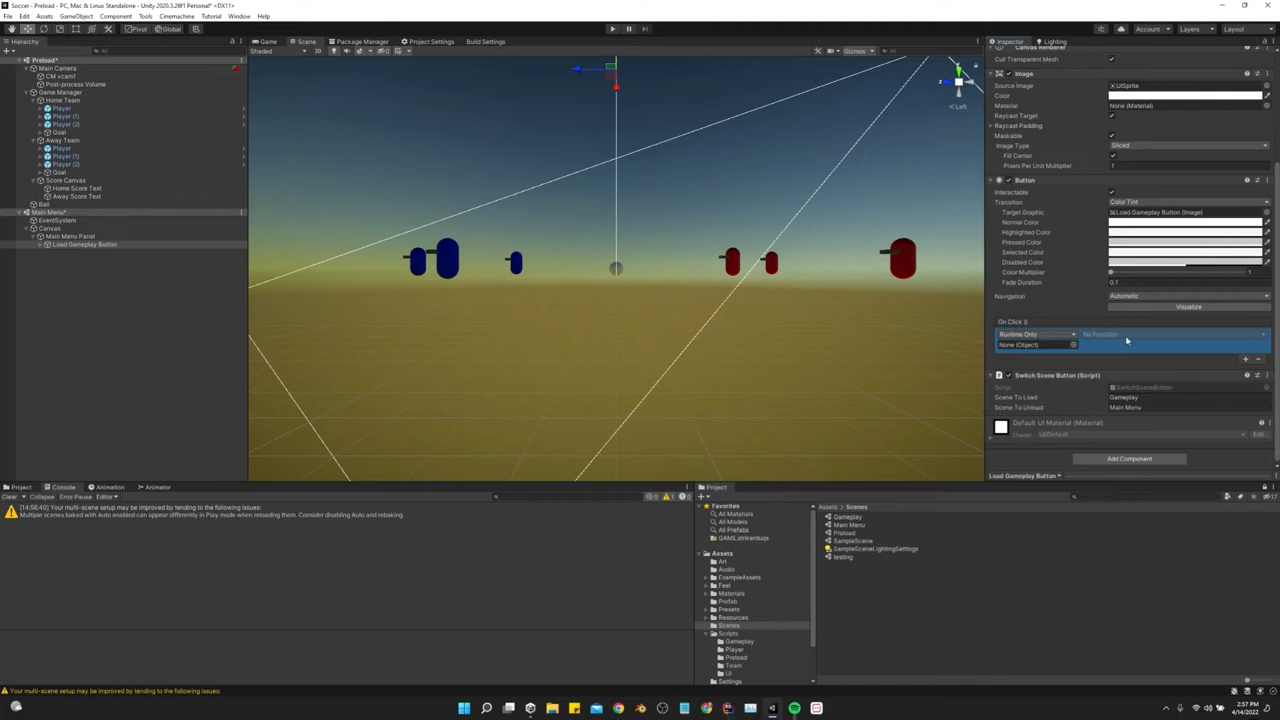 Soccer - Preload - PC, Mac & Linux Standalone - 2020.3.26f1 Personal* <DX11>
File Edit Assets GameObject Component Tools Cinemachine Tutorial Window Help
Pivot Global Account Layers Layout
Hierarchy
All
Preload*
Main Camera
CM vcam1
Post-process Volume
Game Manager
Home Team
Player
Player (1)
Player (2)
Goal
Away Team
Player
Player (1)
Player (2)
Goal
Score Canvas
Home Score Text
Away Score Text
Ball
Main Menu*
EventSystem
Canvas
Main Menu Panel
Load Gameplay Button
Game Scene Package Manager Project Settings Build Settings
Shaded 2D Gizmos All
Left
Inspector Lighting
Canvas Renderer
Cull Transparent Mesh
Image
Source Image UISprite
Color
Material None (Material)
Raycast Target
Raycast Padding
Maskable
Image Type Sliced
Fill Center
Pixels Per Unit Multiplier 1
Button
Interactable
Transition Color Tint
Target Graphic Load Gameplay Button (Image)
Normal Color
Highlighted Color
Pressed Color
Selected Color
Disabled Color
Color Multiplier 1
Fade Duration 0.1
Navigation Automatic
Visualize
On Click ()
Runtime Only No Function
None (Object)
Switch Scene Button (Script)
Script SwitchSceneButton
Scene To Load Gameplay
Scene To Unload Main Menu
Default UI Material (Material)
Shader UI/Default Edit...
Add Component
Load Gameplay Button
Project Console Animation Animator
Clear Collapse Error Pause Editor
[14:56:40] Your multi-scene setup may be improved by tending to the following issues:
Multiple scenes baked with Auto enabled can appear differently in Play mode when reloading them. Consider disabling Auto and rebaking.
Project
Favorites
All Materials
All Models
All Prefabs
Assets
Art
Audio
ExampleAssets
Feel
Materials
Prefab
Presets
Resources
Scenes
Scripts
Gameplay
Player
Preload
Team
UI
Settings
Assets > Scenes
Gameplay
Main Menu
Preload
SampleScene
SampleSceneLightingSettings
testing
Your multi-scene setup may be improved by tending to the following issues:
2:57 PM
4/14/2022